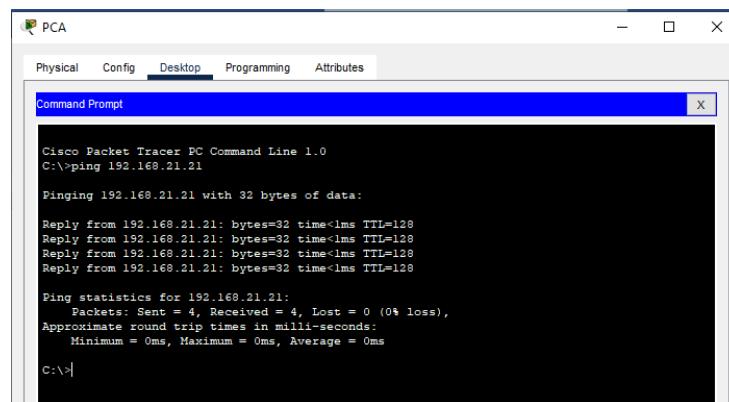 PCA
Physical Config Desktop Programming Attributes
Command Prompt
X
Cisco Packet Tracer PC Command Line 1.0
C:\>ping 192.168.21.21
Pinging 192.168.21.21 with 32 bytes of data:
Reply from 192.168.21.21: bytes=32 time<1ms TTL=128
Reply from 192.168.21.21: bytes=32 time<1ms TTL=128
Reply from 192.168.21.21: bytes=32 time<1ms TTL=128
Reply from 192.168.21.21: bytes=32 time<1ms TTL=128
Ping statistics for 192.168.21.21:
Packets: Sent = 4, Received = 4, Lost = 0 (0% loss),
Approximate round trip times in milli-seconds:
Minimum = 0ms, Maximum = 0ms, Average = 0ms
C:\>